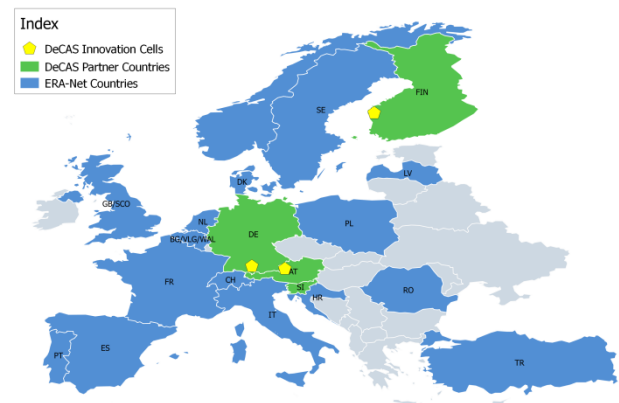 Index
DeCAS Innovation Cells
DeCAS Partner Countries
ERA-Net Countries
FIN
SE
LV
DK
GB/SCO
NL
PL
BG/VLG/WAL
DE
AT
CH
SI
HR
FR
RO
IT
PT
ES
TR